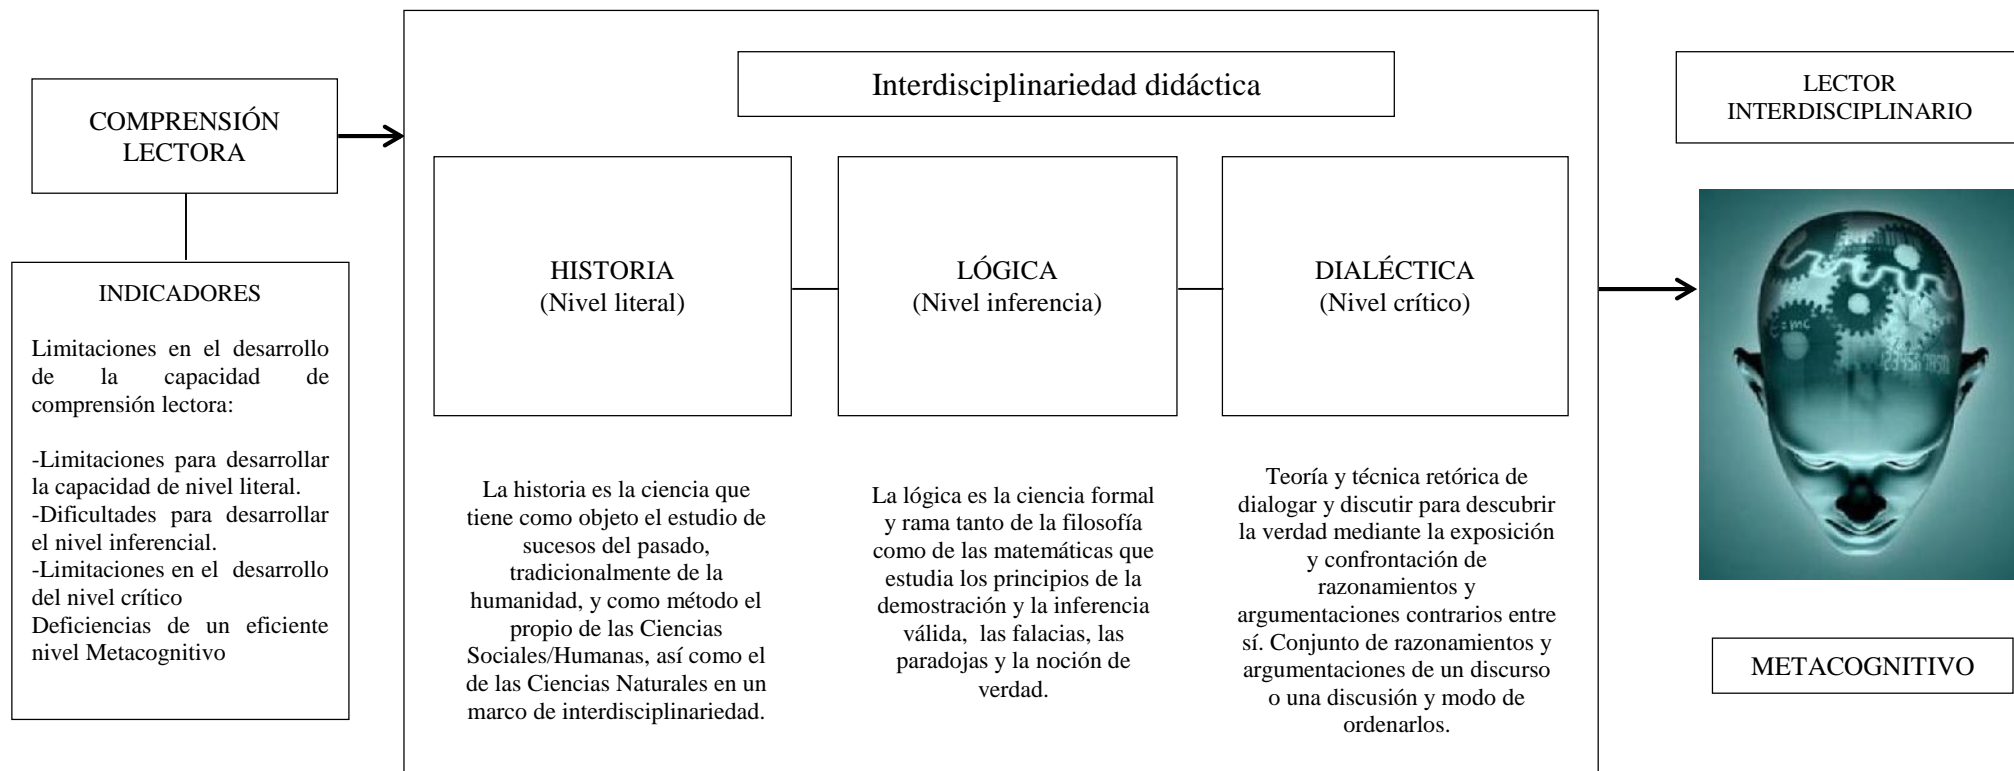 COMPRENSIÓN
LECTORA
INDICADORES
Limitaciones en el desarrollo
de la capacidad de
comprensión lectora:
-Limitaciones para desarrollar
la capacidad de nivel literal.
-Dificultades para desarrollar
el nivel inferencial.
-Limitaciones en el desarrollo
del nivel crítico
Deficiencias de un eficiente
nivel Metacognitivo
Interdisciplinariedad didáctica
HISTORIA
(Nivel literal)
La historia es la ciencia que
tiene como objeto el estudio de
sucesos del pasado,
tradicionalmente de la
humanidad, y como método el
propio de las Ciencias
Sociales/Humanas, así como el
de las Ciencias Naturales en un
marco de interdisciplinariedad.
LÓGICA
(Nivel inferencia)
La lógica es la ciencia formal
y rama tanto de la filosofía
como de las matemáticas que
estudia los principios de la
demostración y la inferencia
válida, las falacias, las
paradojas y la noción de
verdad.
DIALÉCTICA
(Nivel crítico)
Teoría y técnica retórica de
dialogar y discutir para descubrir
la verdad mediante la exposición
y confrontación de
razonamientos y
argumentaciones contrarios entre
sí. Conjunto de razonamientos y
argumentaciones de un discurso
o una discusión y modo de
ordenarlos.
LECTOR
INTERDISCIPLINARIO
METACOGNITIVO